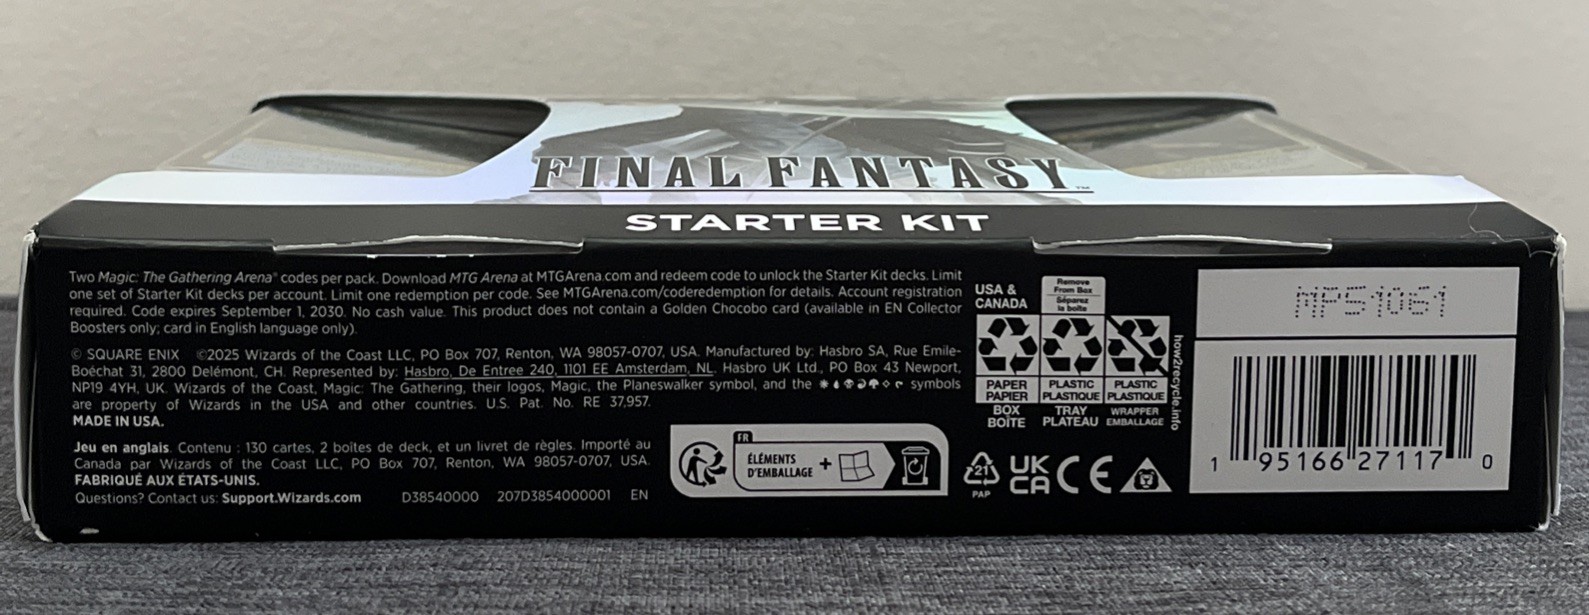 FINAL FANTASY™
STARTER KIT
Two Magic: The Gathering Arena® codes per pack. Download MTG Arena at MTGArena.com and redeem code to unlock the Starter Kit decks. Limit
one set of Starter Kit decks per account. Limit one redemption per code. See MTGArena.com/coderedemption for details. Account registration
required. Code expires September 1, 2030. No cash value. This product does not contain a Golden Chocobo card (available in EN Collector
Boosters only; card in English language only).
© SQUARE ENIX ©2025 Wizards of the Coast LLC, PO Box 707, Renton, WA 98057-0707, USA. Manufactured by: Hasbro SA, Rue Emile-
Boéchat 31, 2800 Delémont, CH. Represented by: Hasbro, De Entree 240, 1101 EE Amsterdam, NL. Hasbro UK Ltd., PO Box 43 Newport,
NP19 4YH, UK. Wizards of the Coast, Magic: The Gathering, their logos, Magic, the Planeswalker symbol, and the symbols
are property of Wizards in the USA and other countries. U.S. Pat. No. RE 37,957.
MADE IN USA.
Jeu en anglais. Contenu : 130 cartes, 2 boîtes de deck, et un livret de règles. Importé au
Canada par Wizards of the Coast LLC, PO Box 707, Renton, WA 98057-0707, USA.
FABRIQUÉ AUX ÉTATS-UNIS.
Questions? Contact us: Support.Wizards.com D38540000 207D3854000001 EN
FR
ÉLÉMENTS
D'EMBALLAGE +
USA &
CANADA
Remove
From Box
Séparez
la boîte
PAPER
PAPIER
BOX
BOÎTE
PLASTIC
PLASTIQUE
TRAY
PLATEAU
PLASTIC
PLASTIQUE
WRAPPER
EMBALLAGE
how2recycle.info
21
PAP
UK
CA
CE
MP51061
1 95166 27117 0